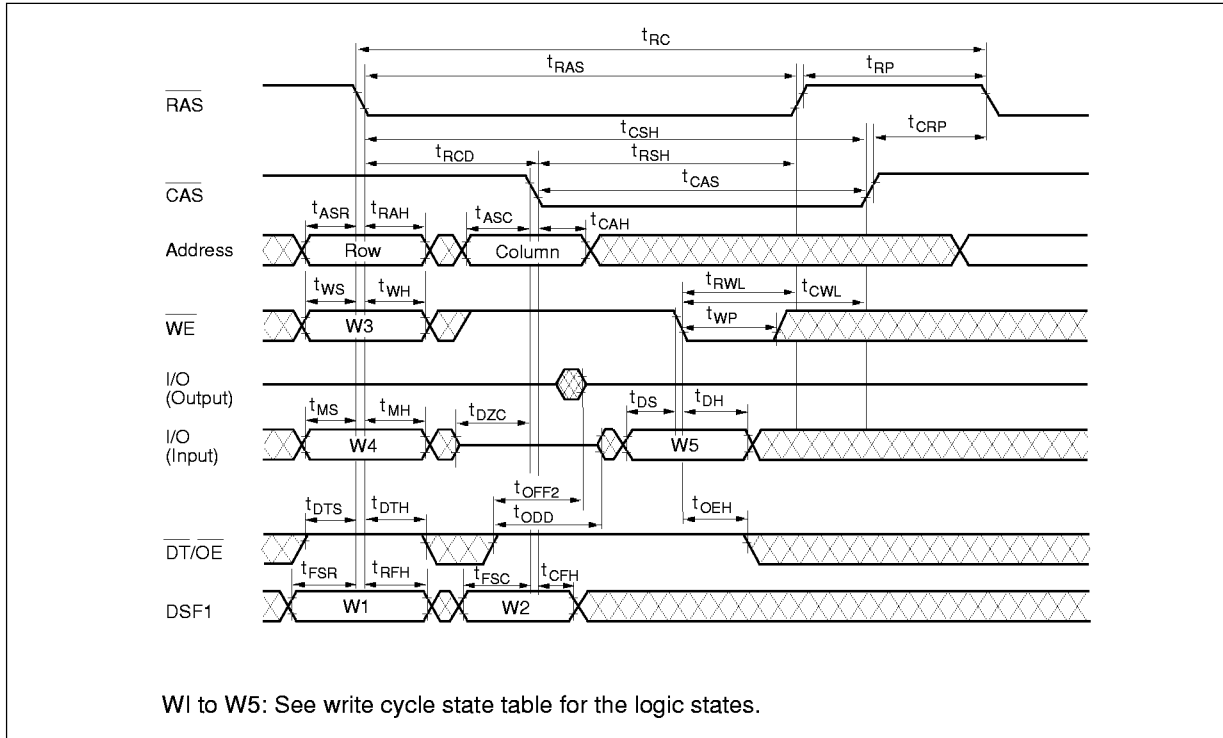 tRC
tRAS tRP
RAS
tCSH tCRP
tRCD tRSH
CAS tCAS
tASR tRAH tASC tCAH
Address Row Column
tRWL tCWL
tWS tWH
WE W3 tWP
I/O
(Output)
tMS tMH tDZC tDS tDH
I/O
(Input) W4 W5
tOFF2
tDTS tDTH tODD tOEH
DT/OE
tFSR tRFH tFSC tCFH
DSF1 W1 W2
WI to W5: See write cycle state table for the logic states.